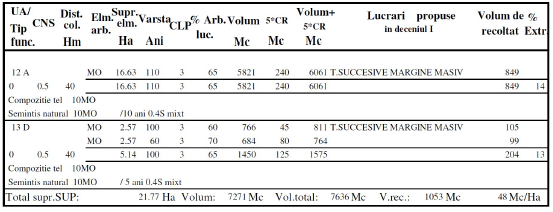 UA/ Tip func. CNS Dist. col. Hm Elm. arb. Supr. elm. Ha Varsta Ani CLP % Arb. luc. Volum Mc 5*CR Mc Volum+ 5*CR Mc Lucrari propuse in deceniul I Volum de recoltat % Extr.
12 A MO 16.63 110 3 65 5821 240 6061 T.SUCCESIVE MARGINE MASIV 849
0 0.5 40 16.63 110 3 65 5821 240 6061 849 14
Compozitie tel 10MO
Semintis natural 10MO /10 ani 0.4S mixt
13 D MO 2.57 100 3 60 766 45 811 T.SUCCESIVE MARGINE MASIV 105
MO 2.57 60 3 70 684 80 764 99
0 0.5 40 5.14 100 3 65 1450 125 1575 204 13
Compozitie tel 10MO
Semintis natural 10MO / 5 ani 0.4S mixt
Total supr.SUP: 21.77 Ha Volum: 7271 Mc Vol.total: 7636 Mc V.rec.: 1053 Mc 48 Mc/Ha